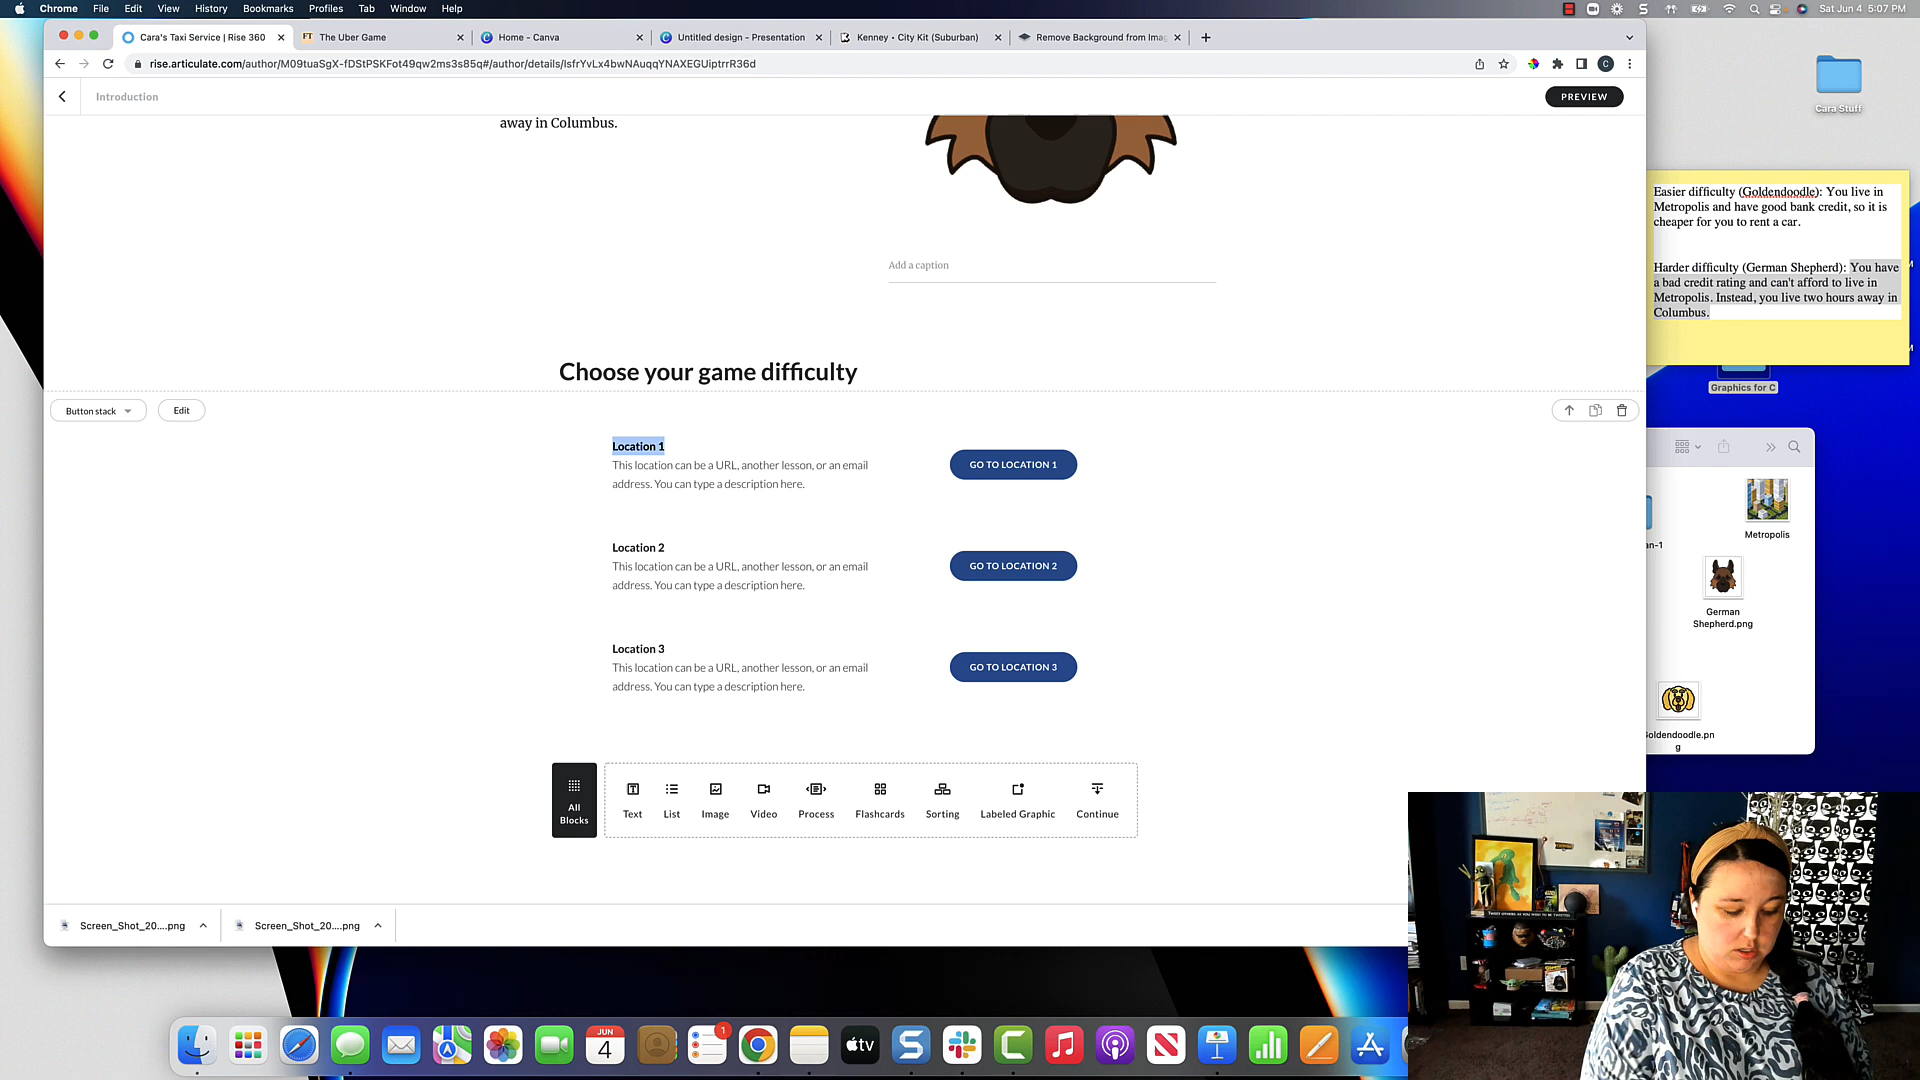 Chrome File Edit View History Bookmarks Profiles Tab Window Help
Sat Jun 4 5:07 PM
Cara's Taxi Service | Rise 360
FT The Uber Game
Home - Canva
Untitled design - Presentation
Kenney • City Kit (Suburban)
Remove Background from Ima
rise.articulate.com/author/M09tuaSgX-fDStPSKFot49qw2ms3s85q#/author/details/IsfrYvLx4bwNAuqqYNAXEGUiptrrR36d
C
Introduction
PREVIEW
Cara Stuff
away in Columbus.
Easier difficulty (Goldendoodle): You live in
Metropolis and have good bank credit, so it is
cheaper for you to rent a car.
Harder difficulty (German Shepherd): You have
a bad credit rating and can't afford to live in
Metropolis. Instead, you live two hours away in
Columbus.
Add a caption
Choose your game difficulty
Graphics for C
Button stack
Edit
Location 1
This location can be a URL, another lesson, or an email
address. You can type a description here.
GO TO LOCATION 1
Location 2
This location can be a URL, another lesson, or an email
address. You can type a description here.
GO TO LOCATION 2
Location 3
This location can be a URL, another lesson, or an email
address. You can type a description here.
GO TO LOCATION 3
an-1
Metropolis
German
Shepherd.png
oldendoodle.pn
g
All
Blocks
Text
List
Image
Video
Process
Flashcards
Sorting
Labeled Graphic
Continue
Screen_Shot_20....png
Screen_Shot_20....png
JUN
4
1
tv